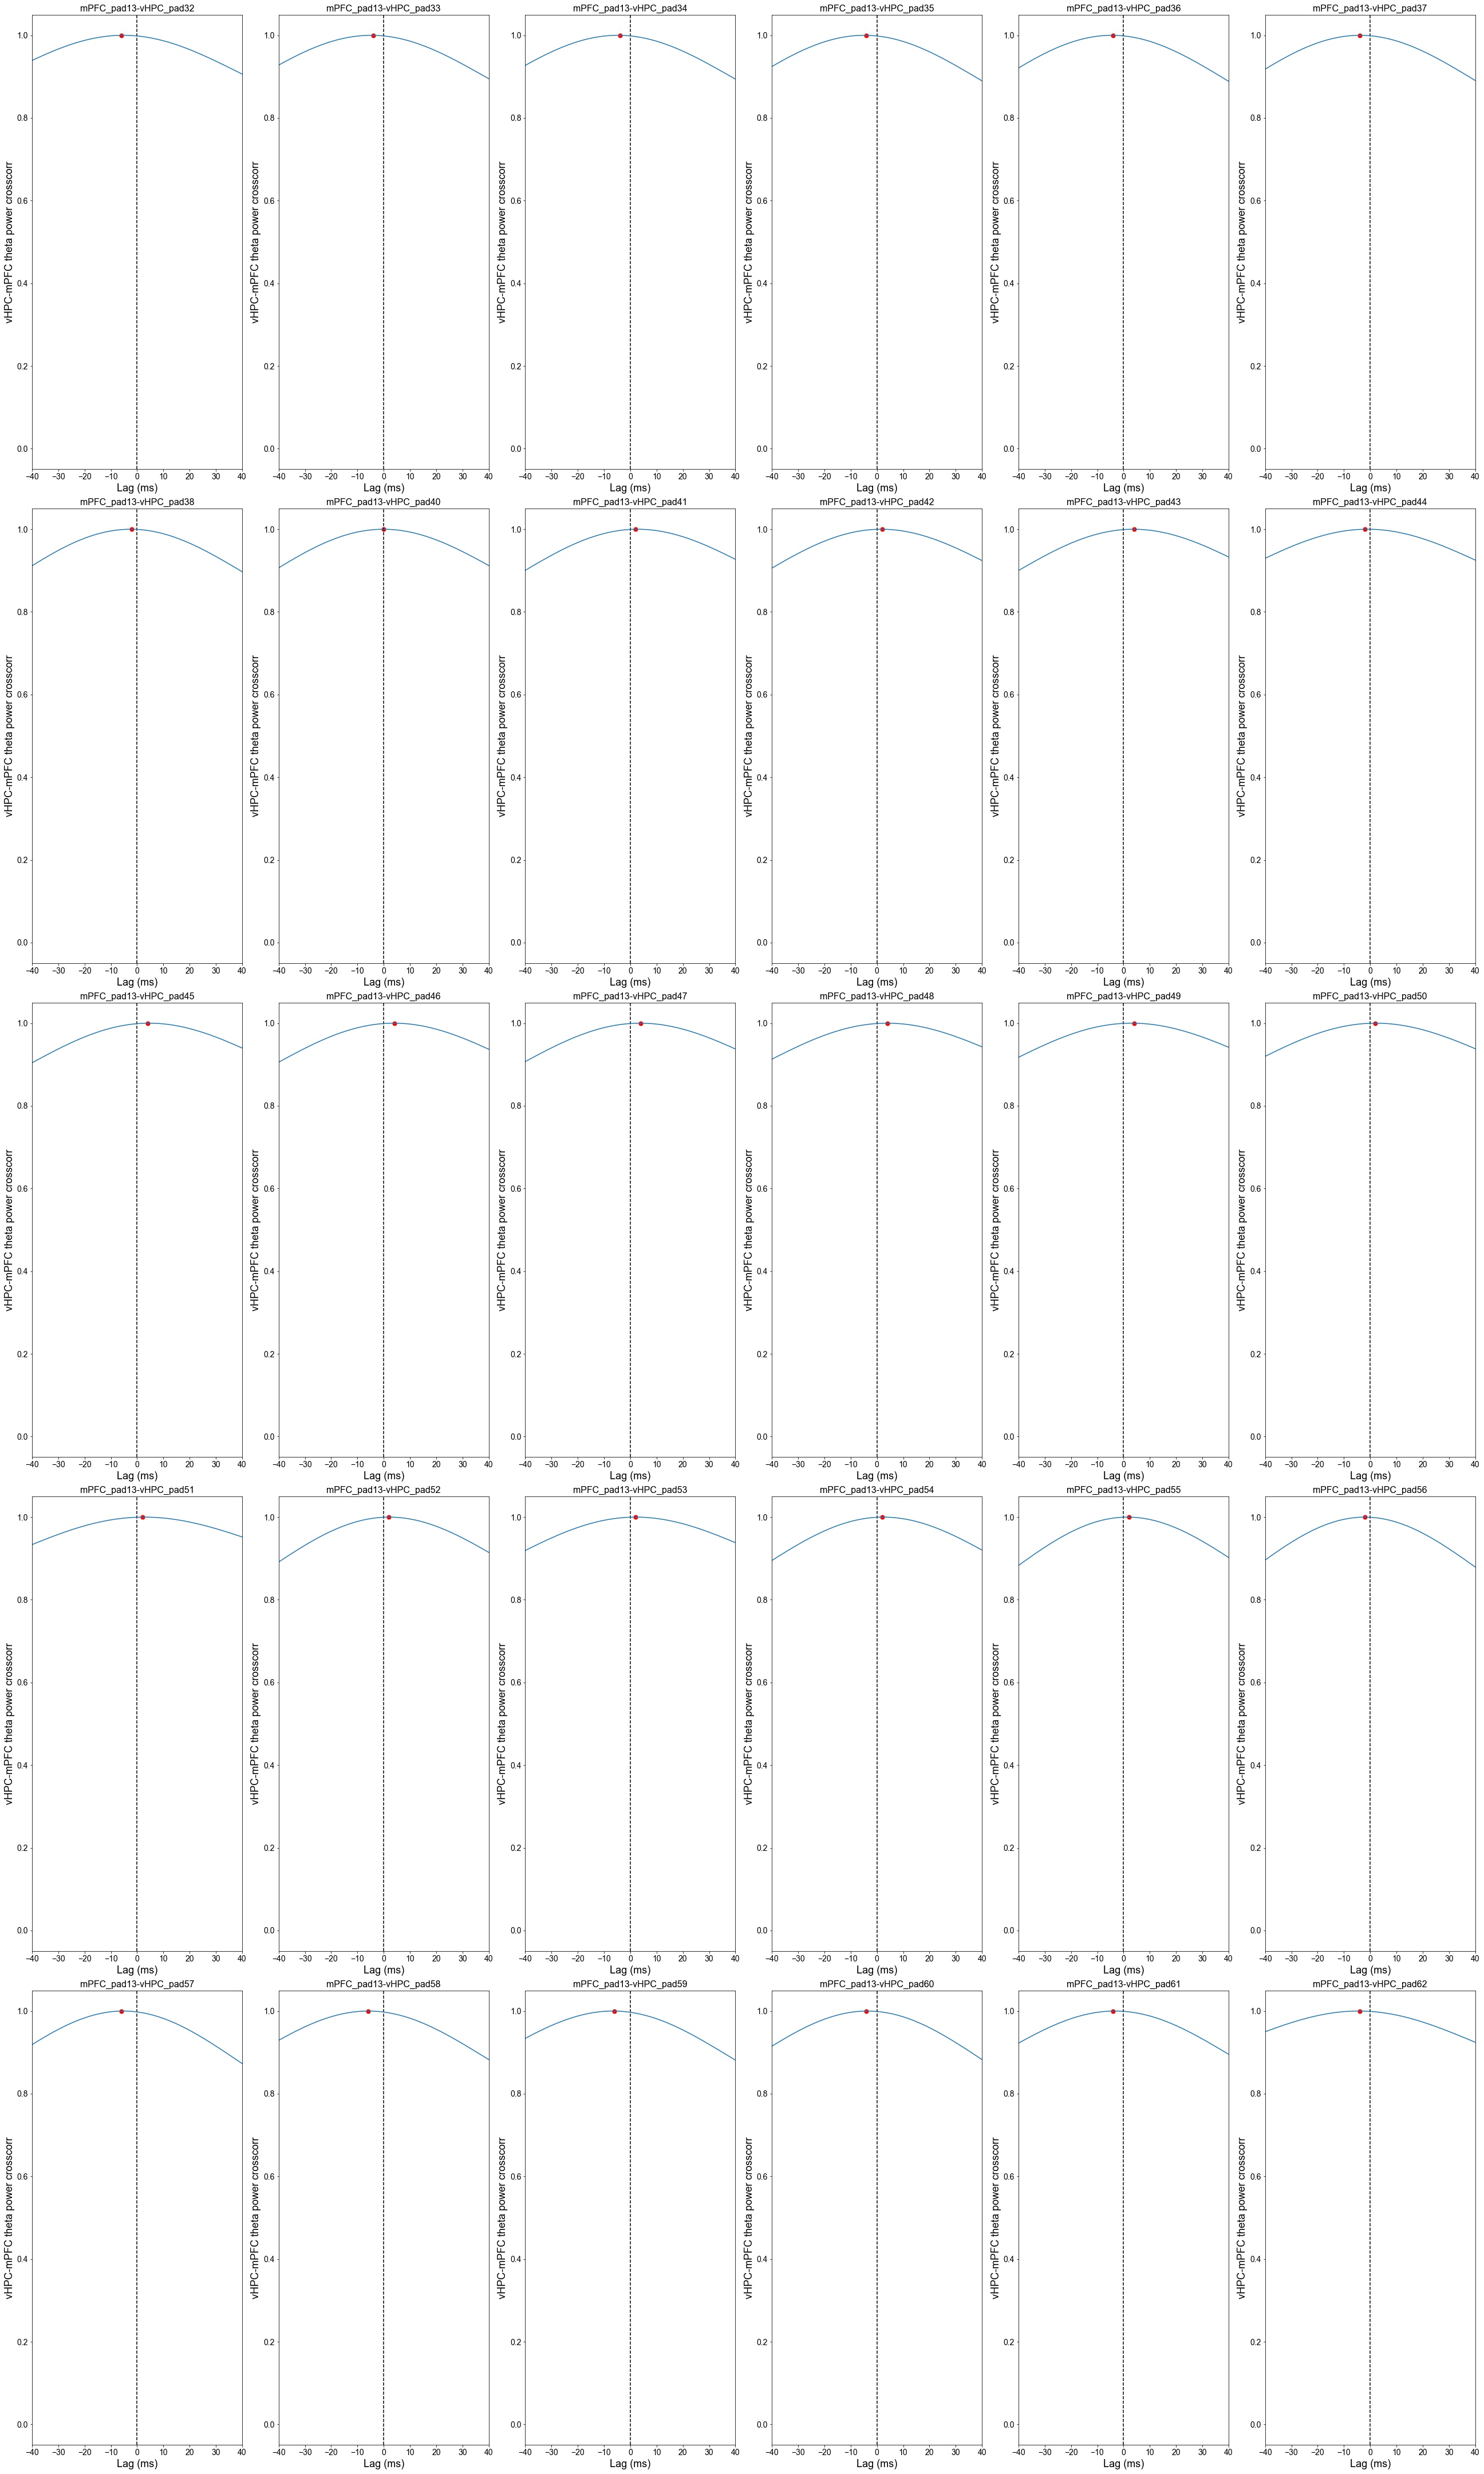 mPFC_pad13-vHPC_pad32 mPFC_pad13-vHPC_pad33 mPFC_pad13-vHPC_pad34 mPFC_pad13-vHPC_pad35 mPFC_pad13-vHPC_pad36 mPFC_pad13-vHPC_pad37
1.0 1.0 1.0 1.0 1.0 1.0
0.8 0.8 0.8 0.8 0.8 0.8
vHPC-mPFC theta power crosscorr vHPC-mPFC theta power crosscorr vHPC-mPFC theta power crosscorr vHPC-mPFC theta power crosscorr vHPC-mPFC theta power crosscorr vHPC-mPFC theta power crosscorr
0.6 0.6 0.6 0.6 0.6 0.6
0.4 0.4 0.4 0.4 0.4 0.4
0.2 0.2 0.2 0.2 0.2 0.2
0.0 0.0 0.0 0.0 0.0 0.0
−40 −30 −20 −10 0 10 20 30 40 −40 −30 −20 −10 0 10 20 30 40 −40 −30 −20 −10 0 10 20 30 40 −40 −30 −20 −10 0 10 20 30 40 −40 −30 −20 −10 0 10 20 30 40 −40 −30 −20 −10 0 10 20 30 40
Lag (ms) Lag (ms) Lag (ms) Lag (ms) Lag (ms) Lag (ms)
mPFC_pad13-vHPC_pad38 mPFC_pad13-vHPC_pad40 mPFC_pad13-vHPC_pad41 mPFC_pad13-vHPC_pad42 mPFC_pad13-vHPC_pad43 mPFC_pad13-vHPC_pad44
1.0 1.0 1.0 1.0 1.0 1.0
0.8 0.8 0.8 0.8 0.8 0.8
vHPC-mPFC theta power crosscorr vHPC-mPFC theta power crosscorr vHPC-mPFC theta power crosscorr vHPC-mPFC theta power crosscorr vHPC-mPFC theta power crosscorr vHPC-mPFC theta power crosscorr
0.6 0.6 0.6 0.6 0.6 0.6
0.4 0.4 0.4 0.4 0.4 0.4
0.2 0.2 0.2 0.2 0.2 0.2
0.0 0.0 0.0 0.0 0.0 0.0
−40 −30 −20 −10 0 10 20 30 40 −40 −30 −20 −10 0 10 20 30 40 −40 −30 −20 −10 0 10 20 30 40 −40 −30 −20 −10 0 10 20 30 40 −40 −30 −20 −10 0 10 20 30 40 −40 −30 −20 −10 0 10 20 30 40
Lag (ms) Lag (ms) Lag (ms) Lag (ms) Lag (ms) Lag (ms)
mPFC_pad13-vHPC_pad45 mPFC_pad13-vHPC_pad46 mPFC_pad13-vHPC_pad47 mPFC_pad13-vHPC_pad48 mPFC_pad13-vHPC_pad49 mPFC_pad13-vHPC_pad50
1.0 1.0 1.0 1.0 1.0 1.0
0.8 0.8 0.8 0.8 0.8 0.8
vHPC-mPFC theta power crosscorr vHPC-mPFC theta power crosscorr vHPC-mPFC theta power crosscorr vHPC-mPFC theta power crosscorr vHPC-mPFC theta power crosscorr vHPC-mPFC theta power crosscorr
0.6 0.6 0.6 0.6 0.6 0.6
0.4 0.4 0.4 0.4 0.4 0.4
0.2 0.2 0.2 0.2 0.2 0.2
0.0 0.0 0.0 0.0 0.0 0.0
−40 −30 −20 −10 0 10 20 30 40 −40 −30 −20 −10 0 10 20 30 40 −40 −30 −20 −10 0 10 20 30 40 −40 −30 −20 −10 0 10 20 30 40 −40 −30 −20 −10 0 10 20 30 40 −40 −30 −20 −10 0 10 20 30 40
Lag (ms) Lag (ms) Lag (ms) Lag (ms) Lag (ms) Lag (ms)
mPFC_pad13-vHPC_pad51 mPFC_pad13-vHPC_pad52 mPFC_pad13-vHPC_pad53 mPFC_pad13-vHPC_pad54 mPFC_pad13-vHPC_pad55 mPFC_pad13-vHPC_pad56
1.0 1.0 1.0 1.0 1.0 1.0
0.8 0.8 0.8 0.8 0.8 0.8
vHPC-mPFC theta power crosscorr vHPC-mPFC theta power crosscorr vHPC-mPFC theta power crosscorr vHPC-mPFC theta power crosscorr vHPC-mPFC theta power crosscorr vHPC-mPFC theta power crosscorr
0.6 0.6 0.6 0.6 0.6 0.6
0.4 0.4 0.4 0.4 0.4 0.4
0.2 0.2 0.2 0.2 0.2 0.2
0.0 0.0 0.0 0.0 0.0 0.0
−40 −30 −20 −10 0 10 20 30 40 −40 −30 −20 −10 0 10 20 30 40 −40 −30 −20 −10 0 10 20 30 40 −40 −30 −20 −10 0 10 20 30 40 −40 −30 −20 −10 0 10 20 30 40 −40 −30 −20 −10 0 10 20 30 40
Lag (ms) Lag (ms) Lag (ms) Lag (ms) Lag (ms) Lag (ms)
mPFC_pad13-vHPC_pad57 mPFC_pad13-vHPC_pad58 mPFC_pad13-vHPC_pad59 mPFC_pad13-vHPC_pad60 mPFC_pad13-vHPC_pad61 mPFC_pad13-vHPC_pad62
1.0 1.0 1.0 1.0 1.0 1.0
0.8 0.8 0.8 0.8 0.8 0.8
vHPC-mPFC theta power crosscorr vHPC-mPFC theta power crosscorr vHPC-mPFC theta power crosscorr vHPC-mPFC theta power crosscorr vHPC-mPFC theta power crosscorr vHPC-mPFC theta power crosscorr
0.6 0.6 0.6 0.6 0.6 0.6
0.4 0.4 0.4 0.4 0.4 0.4
0.2 0.2 0.2 0.2 0.2 0.2
0.0 0.0 0.0 0.0 0.0 0.0
−40 −30 −20 −10 0 10 20 30 40 −40 −30 −20 −10 0 10 20 30 40 −40 −30 −20 −10 0 10 20 30 40 −40 −30 −20 −10 0 10 20 30 40 −40 −30 −20 −10 0 10 20 30 40 −40 −30 −20 −10 0 10 20 30 40
Lag (ms) Lag (ms) Lag (ms) Lag (ms) Lag (ms) Lag (ms)